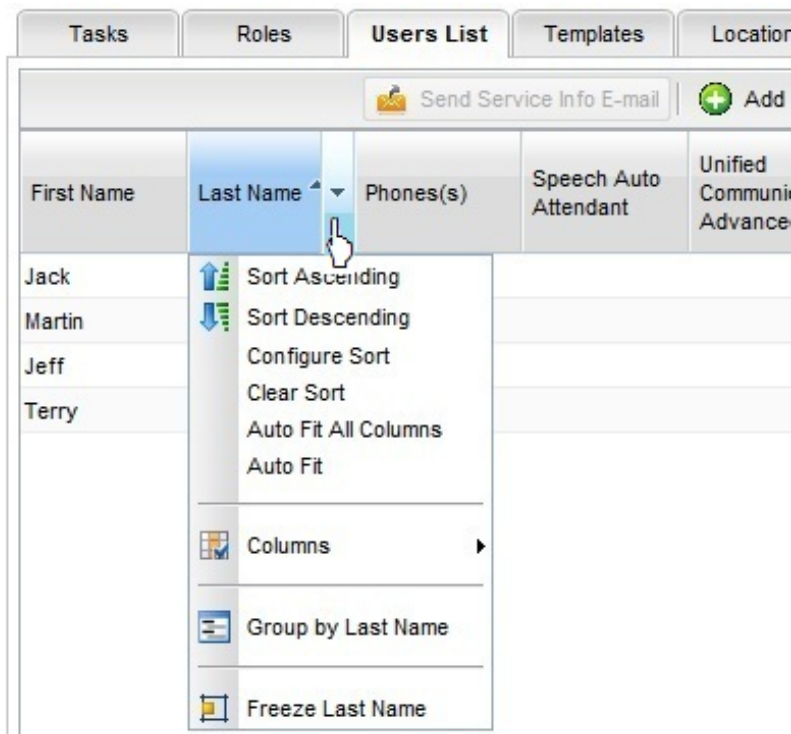 Tasks Roles Users List Templates Location
Send Service Info E-mail Add
First Name Last Name Phones(s) Speech Auto
Attendant Unified
Communi
Advance
Jack
Martin
Jeff
Terry
Sort Ascending
Sort Descending
Configure Sort
Clear Sort
Auto Fit All Columns
Auto Fit
Columns
Group by Last Name
Freeze Last Name